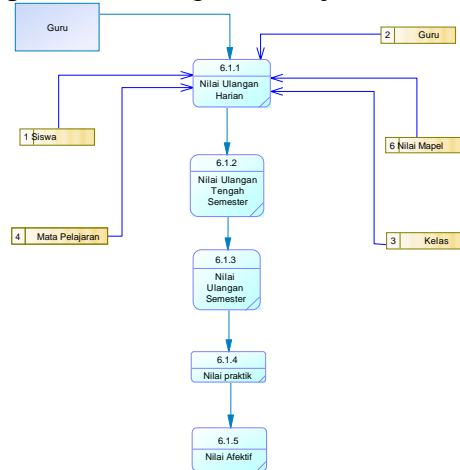 Guru
2 Guru
6.1.1
Nilai Ulangan
Harian
1 Siswa
6 Nilai Mapel
6.1.2
Nilai Ulangan
Tengah
Semester
4 Mata Pelajaran
3 Kelas
6.1.3
Nilai
Ulangan
Semester
6.1.4
Nilai praktik
6.1.5
Nilai Afektif